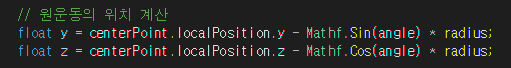 // 원운동의 위치 계산
float y = centerPoint.localPosition.y - Mathf.Sin(angle) * radius;
float z = centerPoint.localPosition.z - Mathf.Cos(angle) * radius;